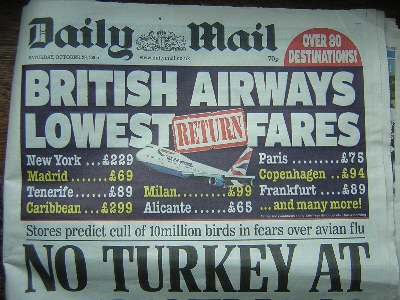 Daily Mail
SATURDAY, OCTOBER
70p
OVER 80
DESTINATIONS!
BRITISH AIRWAYS
LOWEST RETURN FARES
New York ...£229
Madrid ......£69
Tenerife.....£89
Caribbean ..£299
Milan........£99
Alicante .....£65
Paris .........£75
Copenhagen ..£94
Frankfurt ....£89
... and many more!
Stores predict cull of 10million birds in fears over avian flu
NO TURKEY AT